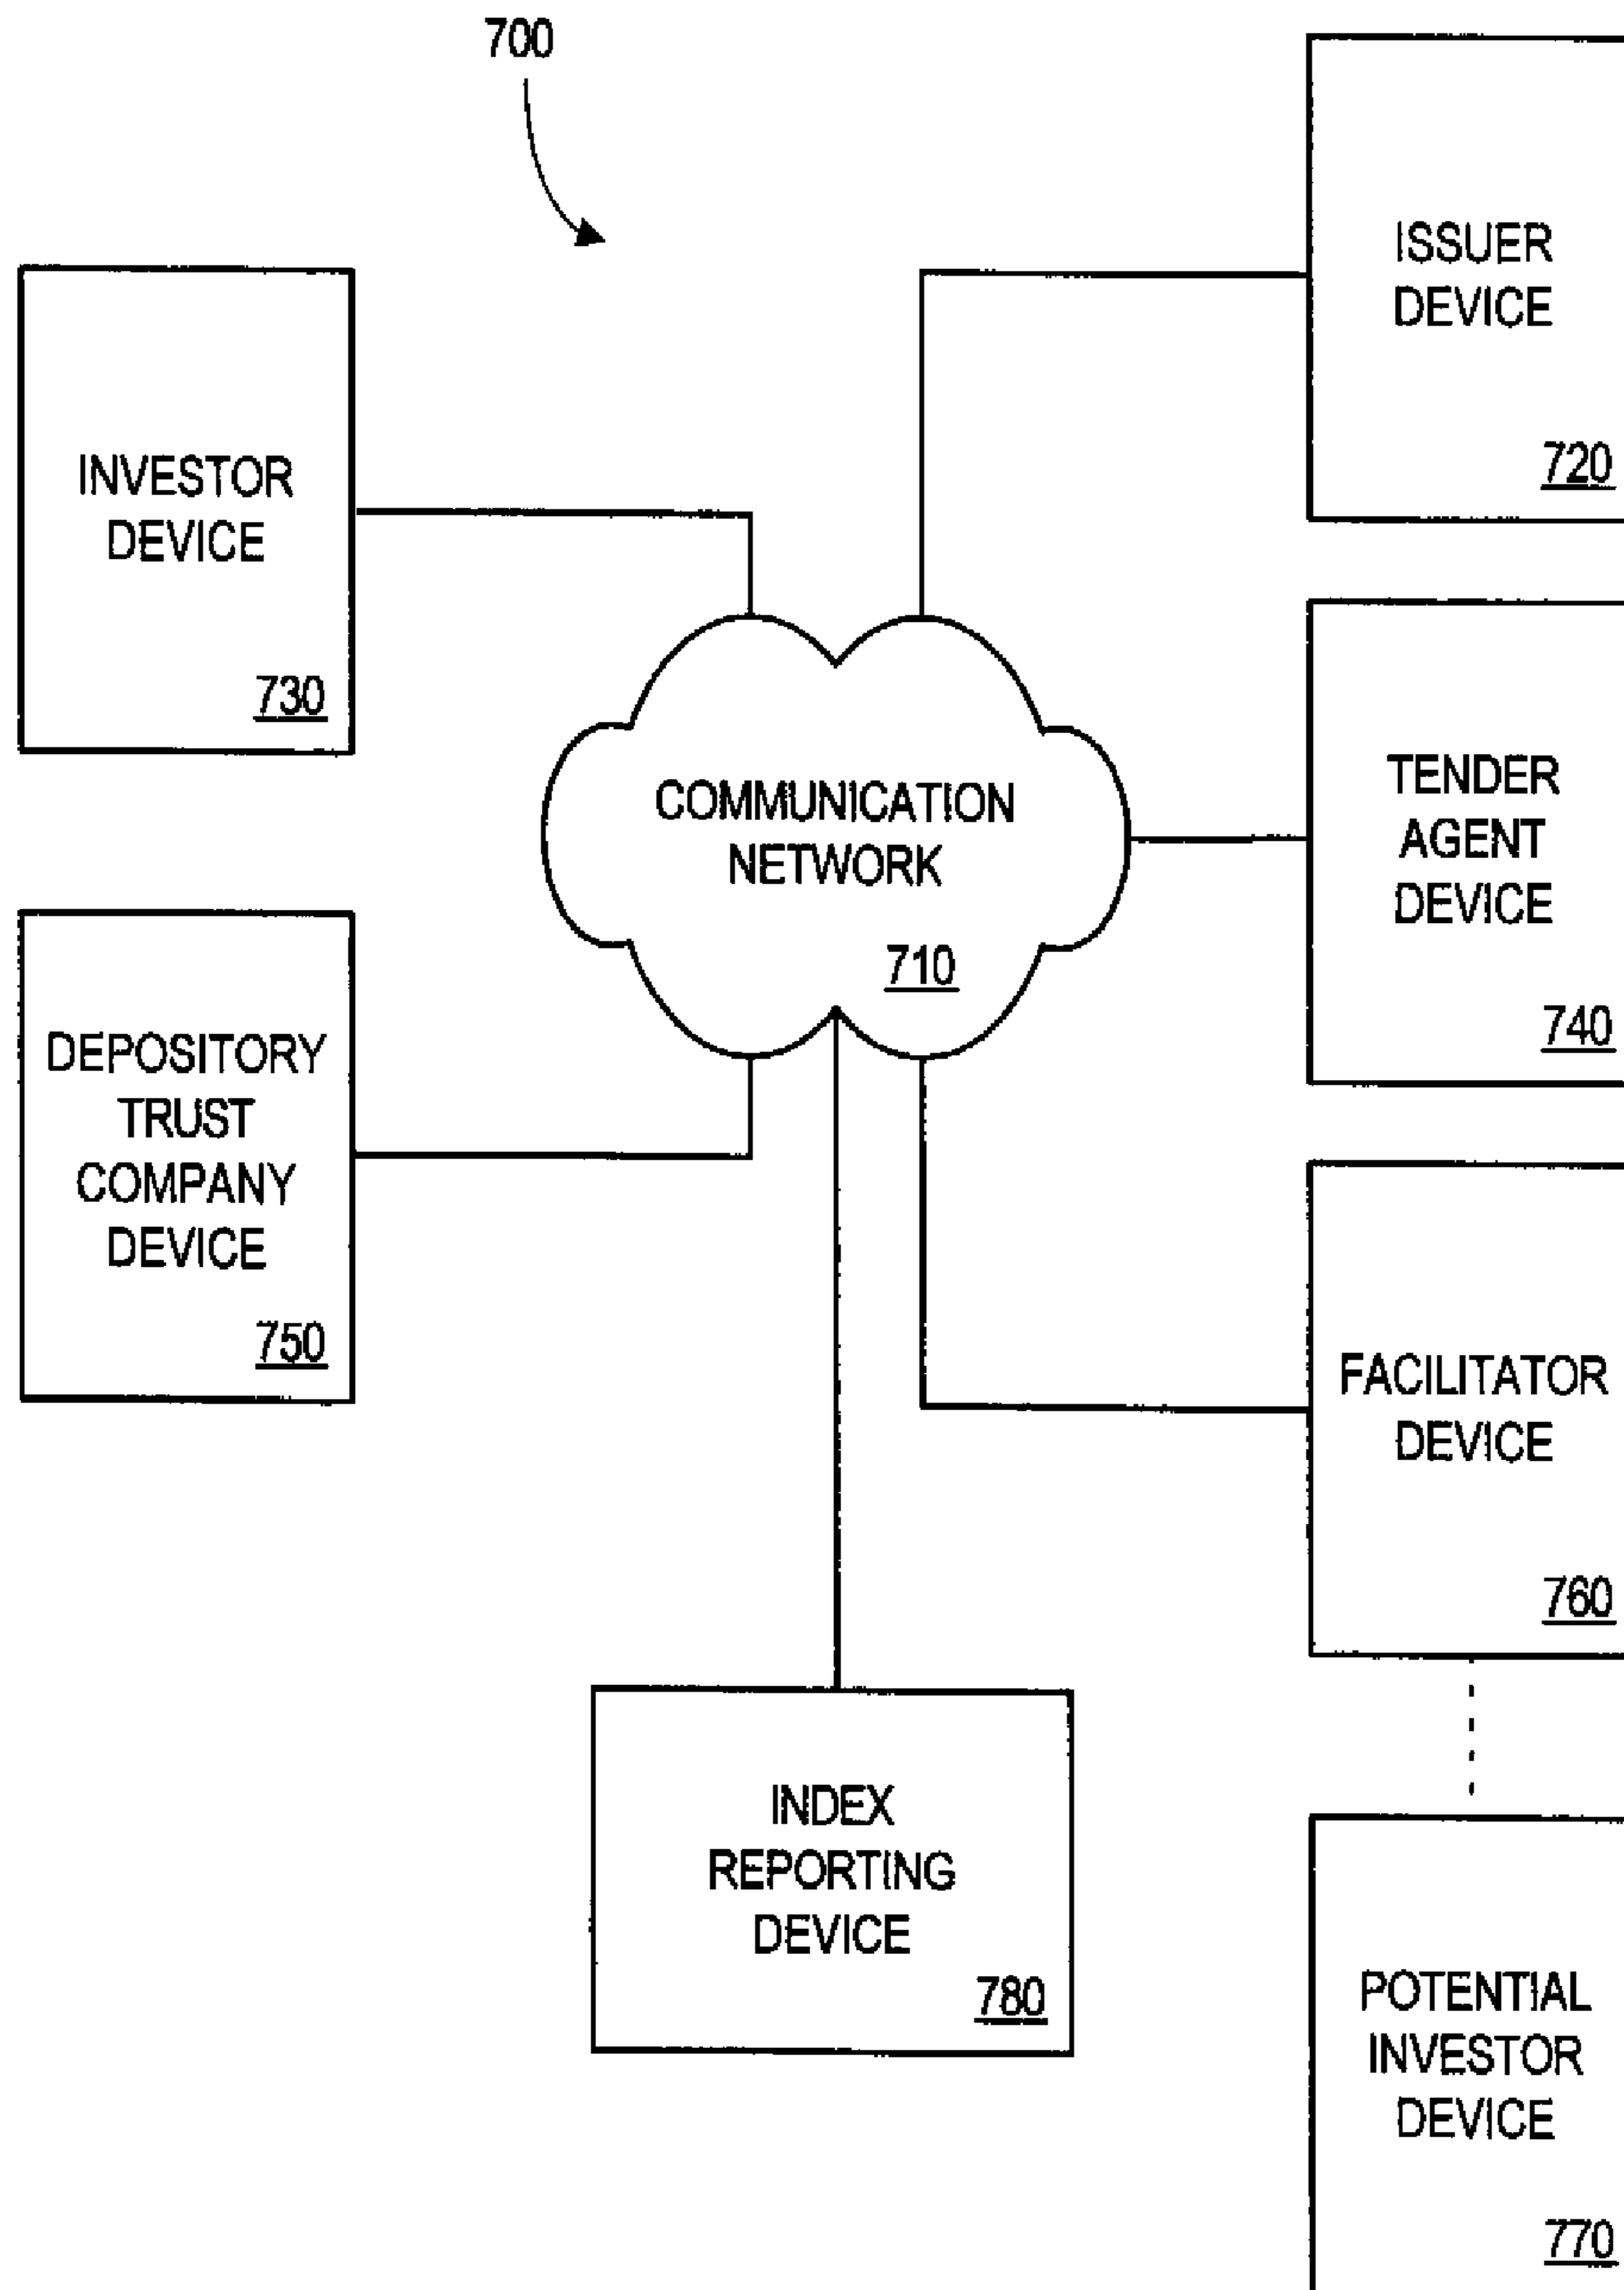 700
ISSUER
DEVICE
720
INVESTOR
DEVICE
730
COMMUNICATION
NETWORK
710
TENDER
AGENT
DEVICE
740
DEPOSITORY
TRUST
COMPANY
DEVICE
750
FACILITATOR
DEVICE
760
INDEX
REPORTING
DEVICE
780
POTENTIAL
INVESTOR
DEVICE
770